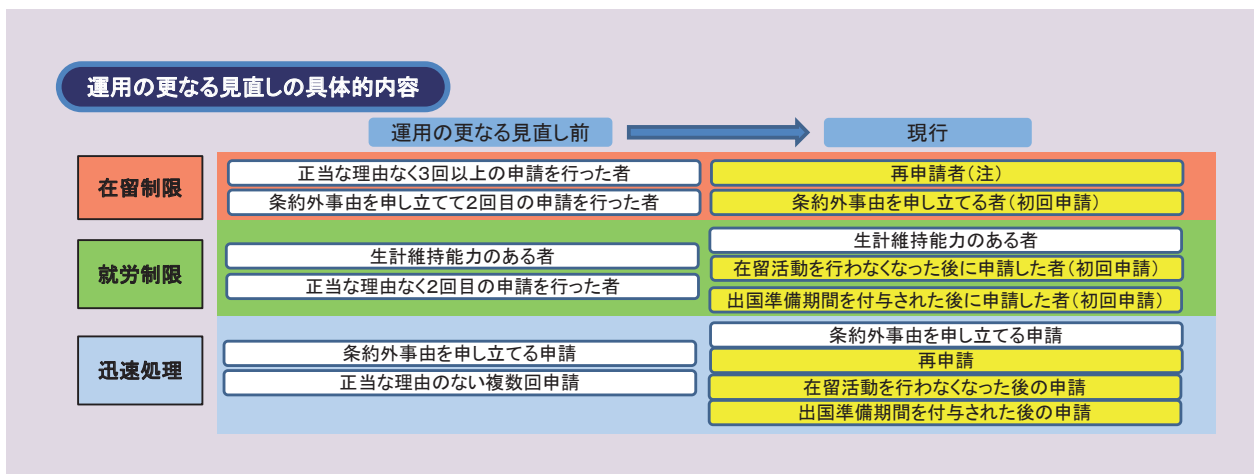 運用の更なる見直しの具体的内容
運用の更なる見直し前
現行
在留制限
正当な理由なく3回以上の申請を行った者
条約外事由を申し立てて2回目の申請を行った者
再申請者(注)
条約外事由を申し立てる者(初回申請)
就労制限
生計維持能力のある者
正当な理由なく2回目の申請を行った者
生計維持能力のある者
在留活動を行わなくなった後に申請した者(初回申請)
出国準備期間を付与された後に申請した者(初回申請)
迅速処理
条約外事由を申し立てる申請
正当な理由のない複数回申請
条約外事由を申し立てる申請
再申請
在留活動を行わなくなった後の申請
出国準備期間を付与された後の申請